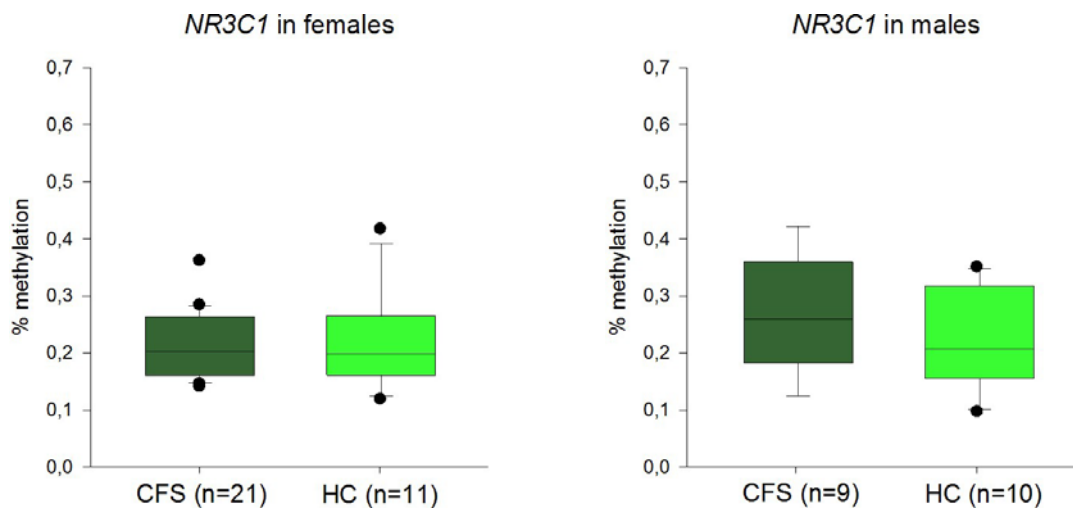 NR3C1 in females
% methylation
0,7
0,6
0,5
0,4
0,3
0,2
0,1
0,0
CFS (n=21) HC (n=11)
NR3C1 in males
% methylation
0,7
0,6
0,5
0,4
0,3
0,2
0,1
0,0
CFS (n=9) HC (n=10)